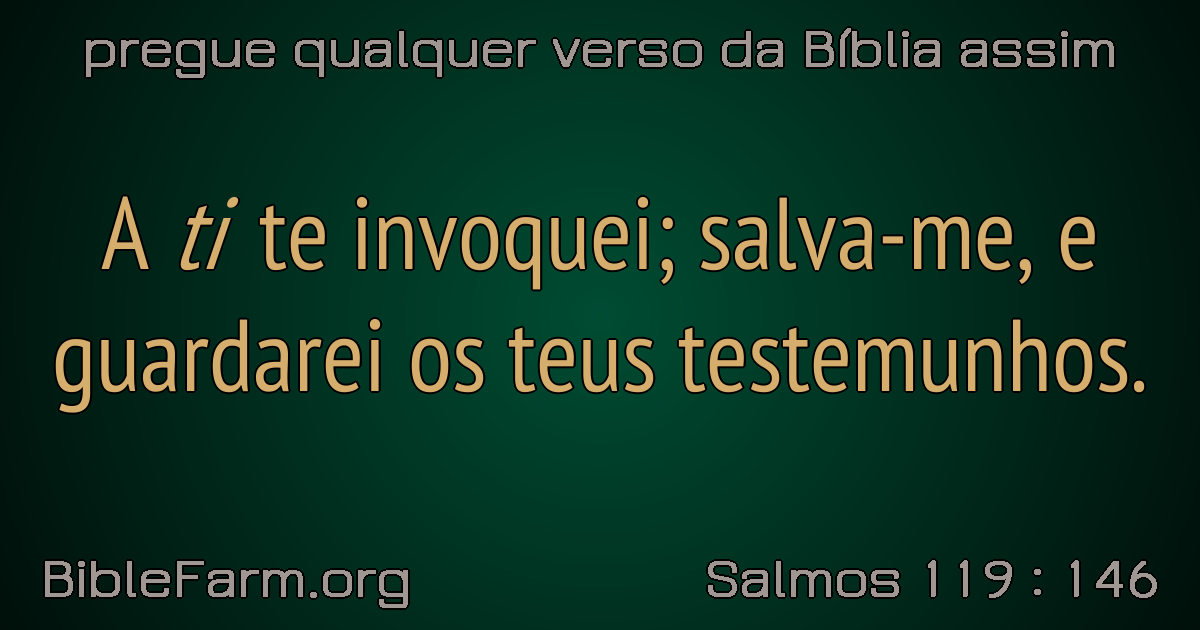 pregue qualquer verso da Bíblia assim
A ti te invoquei; salva-me, e
guardarei os teus testemunhos.
BibleFarm.org
Salmos 119 : 146